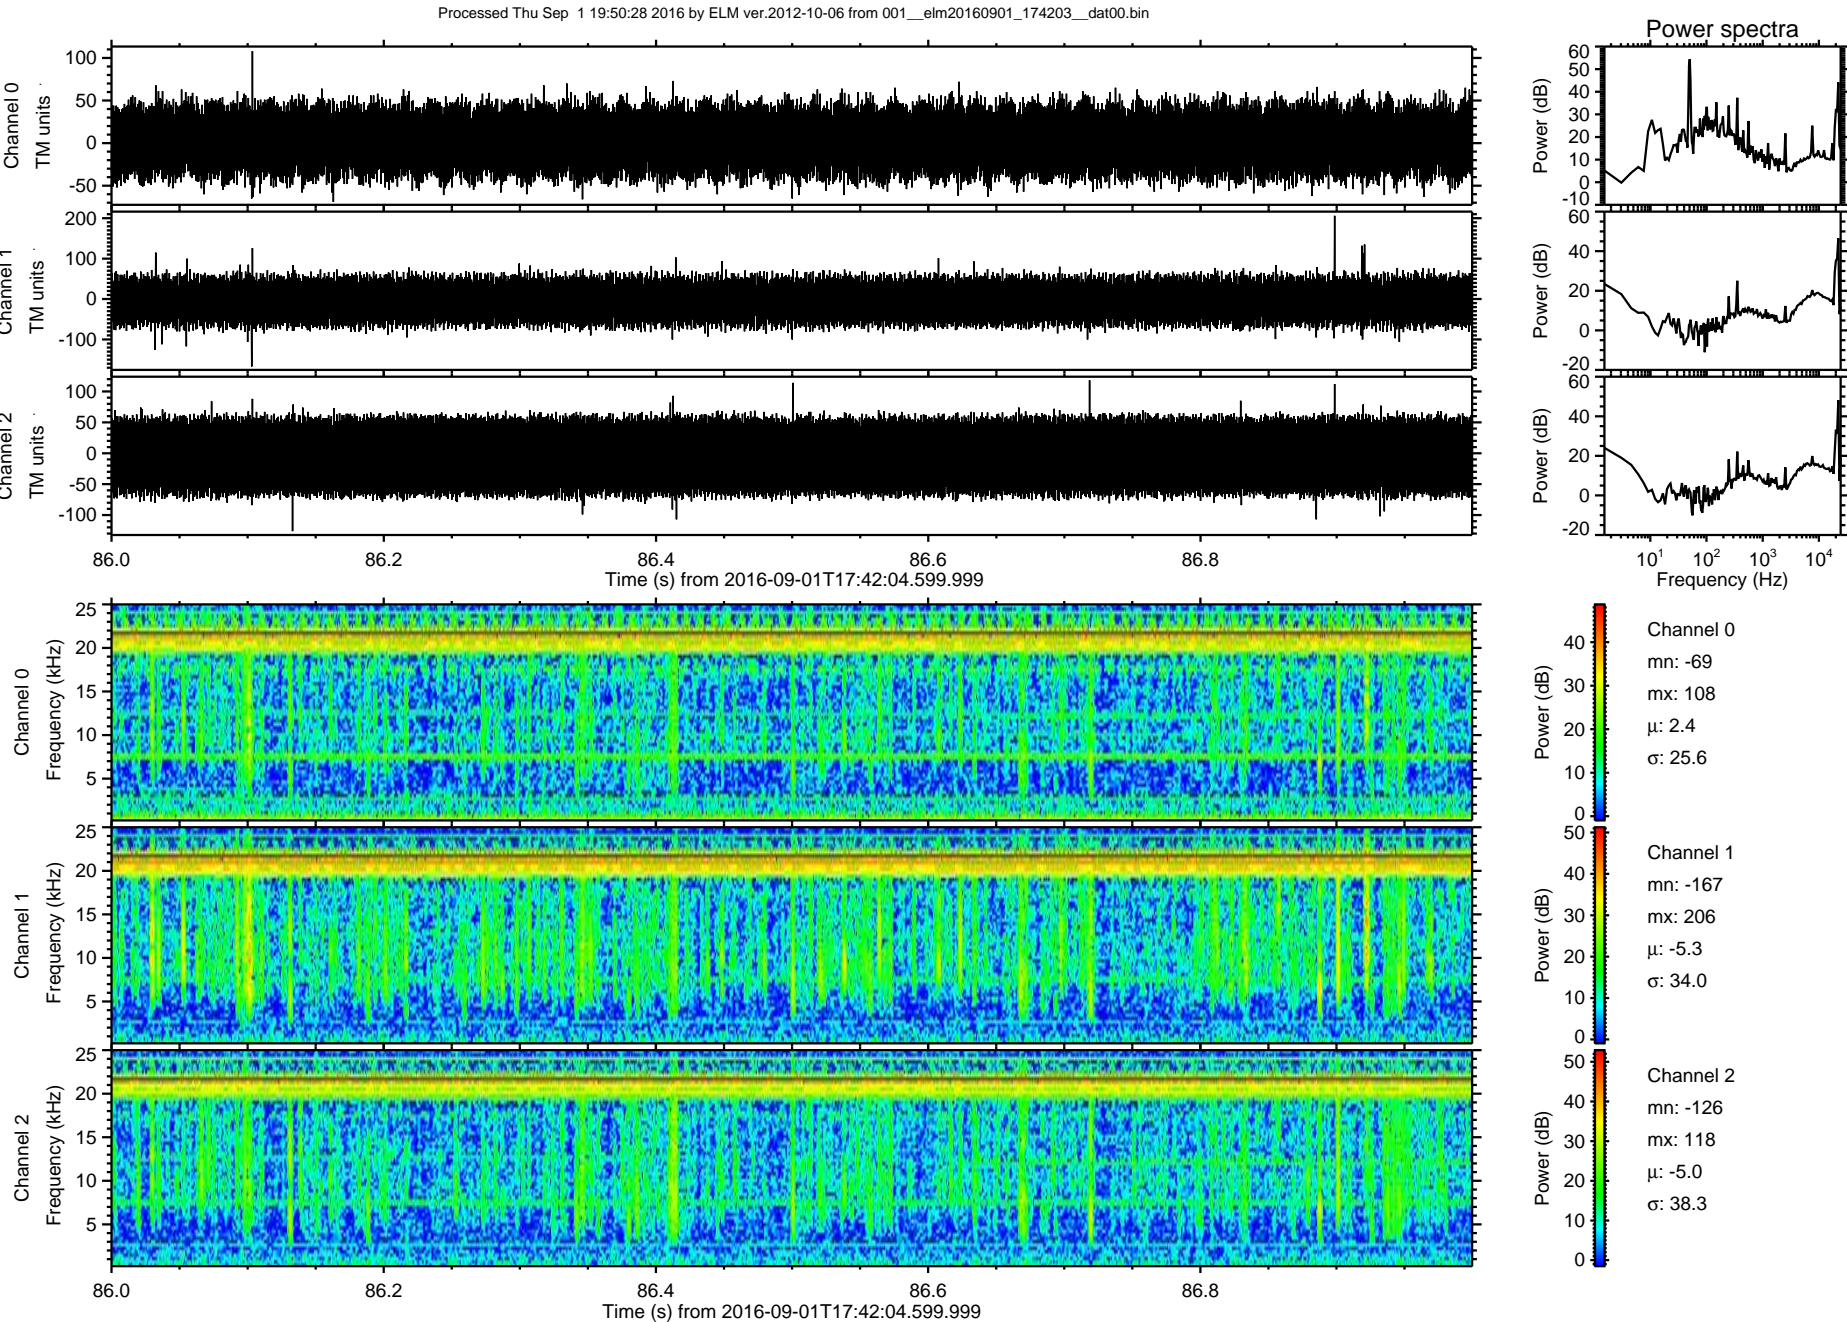 Processed Thu Sep 1 19:50:28 2016 by ELM ver.2012-10-06 from 001__elm20160901_174203__dat00.bin
Power spectra
Channel 0
TM units
100
50
0
-50
Power (dB)
60
50
40
30
20
10
0
-10
Channel 1
TM units
200
100
0
-100
Power (dB)
60
40
20
0
-20
Channel 2
TM units
100
50
0
-50
-100
Power (dB)
60
40
20
0
-20
86.0 86.2 86.4 86.6 86.8
Time (s) from 2016-09-01T17:42:04.599.999
10^1 10^2 10^3 10^4
Frequency (Hz)
Channel 0
Frequency (kHz)
25
20
15
10
5
Power (dB)
40
30
20
10
0
Channel 0
mn: -69
mx: 108
μ: 2.4
σ: 25.6
Channel 1
Frequency (kHz)
25
20
15
10
5
Power (dB)
50
40
30
20
10
0
Channel 1
mn: -167
mx: 206
μ: -5.3
σ: 34.0
Channel 2
Frequency (kHz)
25
20
15
10
5
Power (dB)
50
40
30
20
10
0
Channel 2
mn: -126
mx: 118
μ: -5.0
σ: 38.3
86.0 86.2 86.4 86.6 86.8
Time (s) from 2016-09-01T17:42:04.599.999